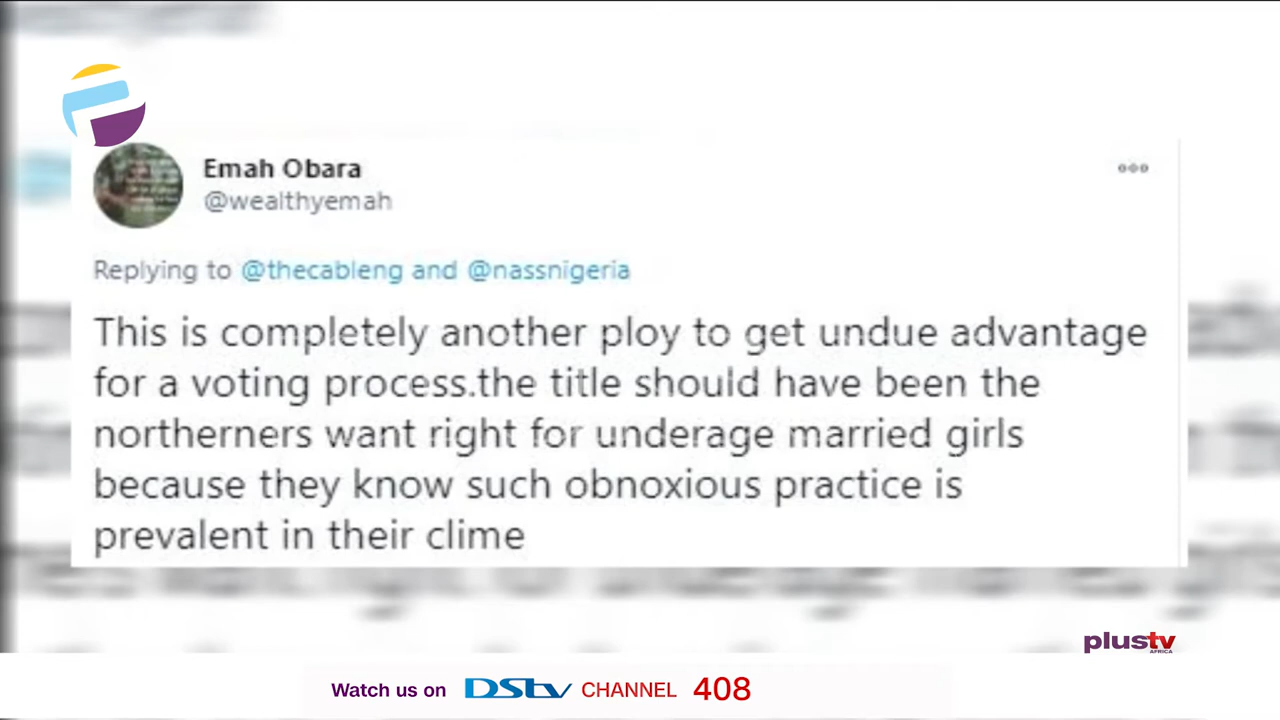 Emah Obara
@wealthyemah
Replying to @thecableng and @nassnigeria
This is completely another ploy to get undue advantage
for a voting process.the title should have been the
northerners want right for underage married girls
because they know such obnoxious practice is
prevalent in their clime
plustv
AFRICA
Watch us on DStv CHANNEL 408